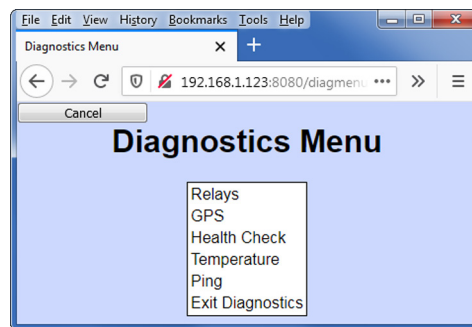 File Edit View History Bookmarks Tools Help
Diagnostics Menu
192.168.1.123:8080/diagmenu
Cancel
Diagnostics Menu
Relays
GPS
Health Check
Temperature
Ping
Exit Diagnostics